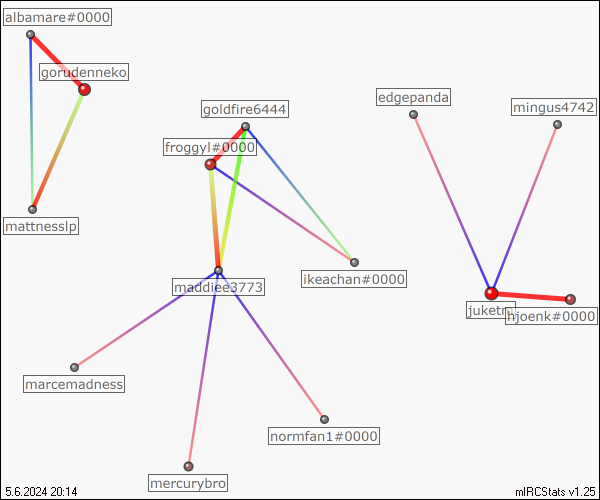 albamare#0000
gorudenneko
edgepanda
mingus4742
goldfire6444
froggyl#0000
mattnesslp
ikeachan#0000
maddiee3773
hjoenk#0000
marcemadness
normfan1#0000
mercurybro
5.6.2024 20:14
mIRCStats v1.25